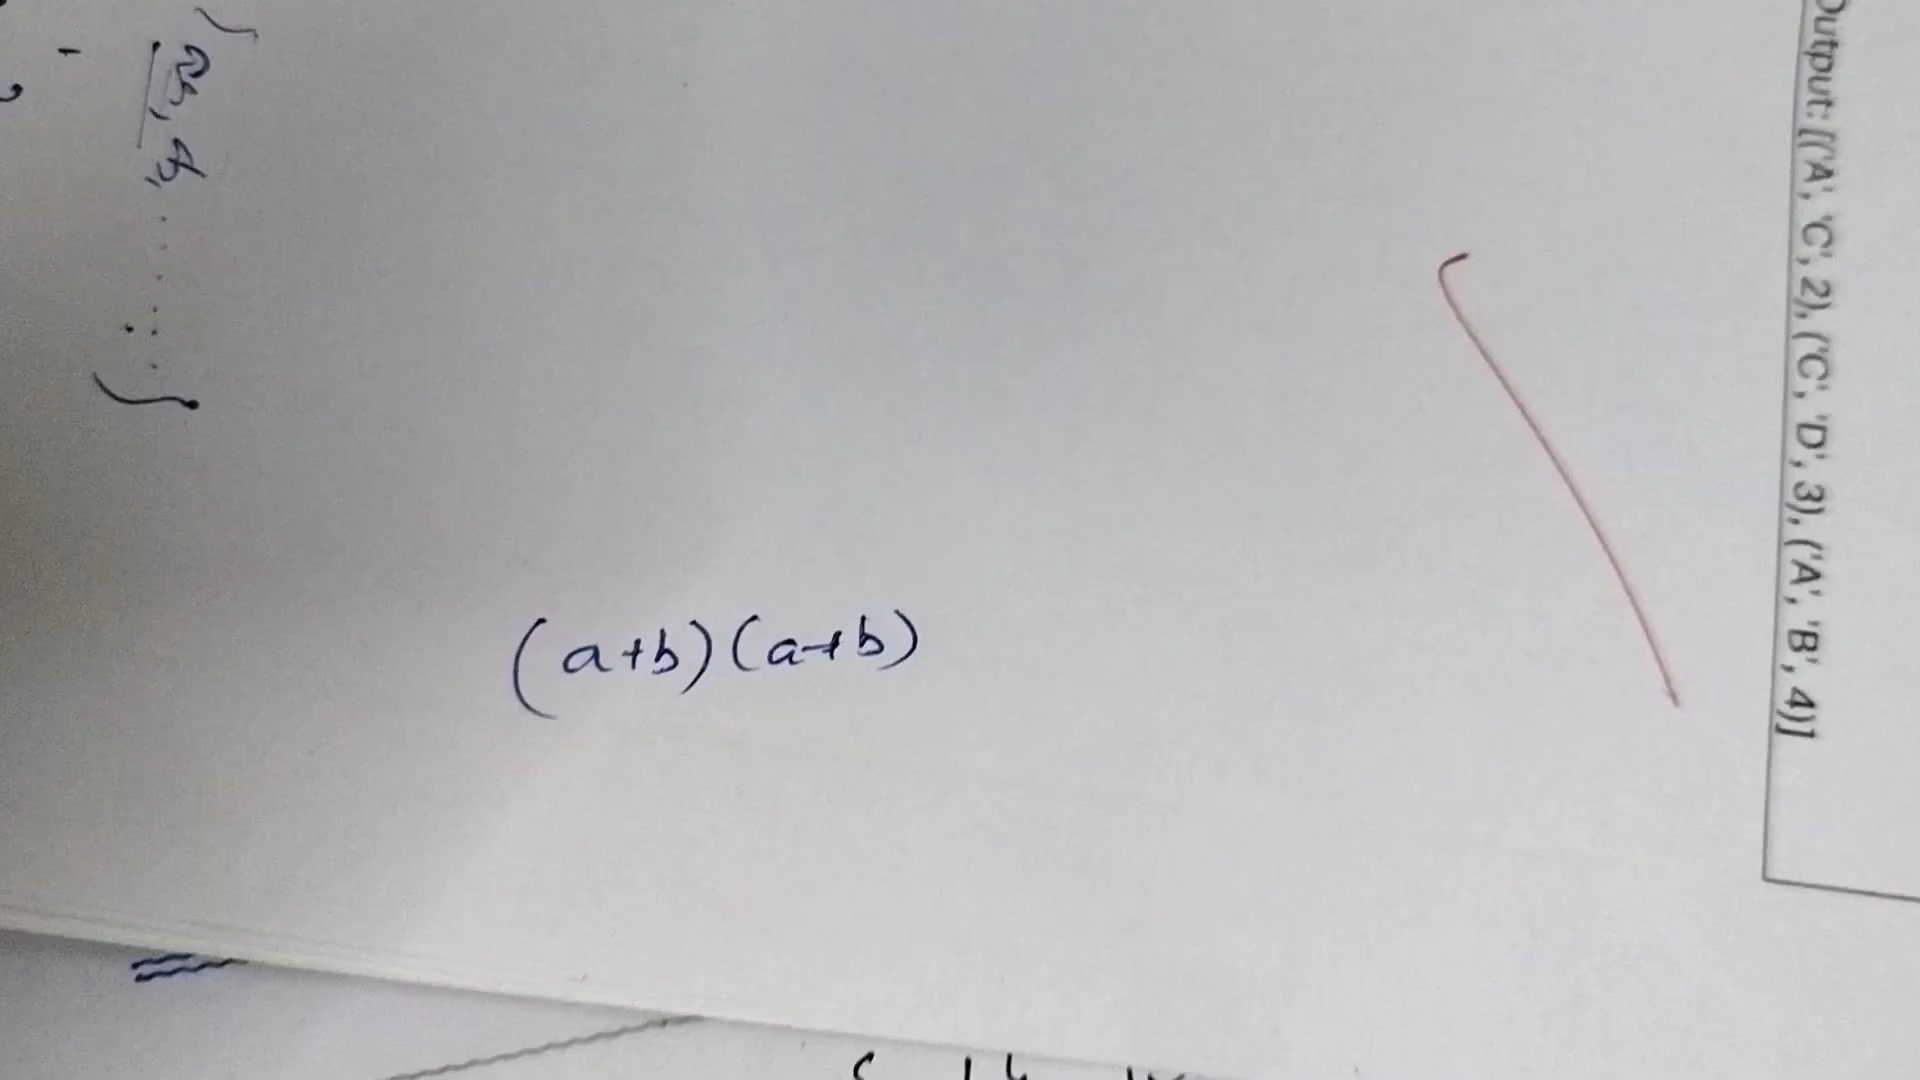 (a+b)(a+b)
Output: [('A', 'C', 2), ('C', 'D', 3), ('A', 'B', 4)]